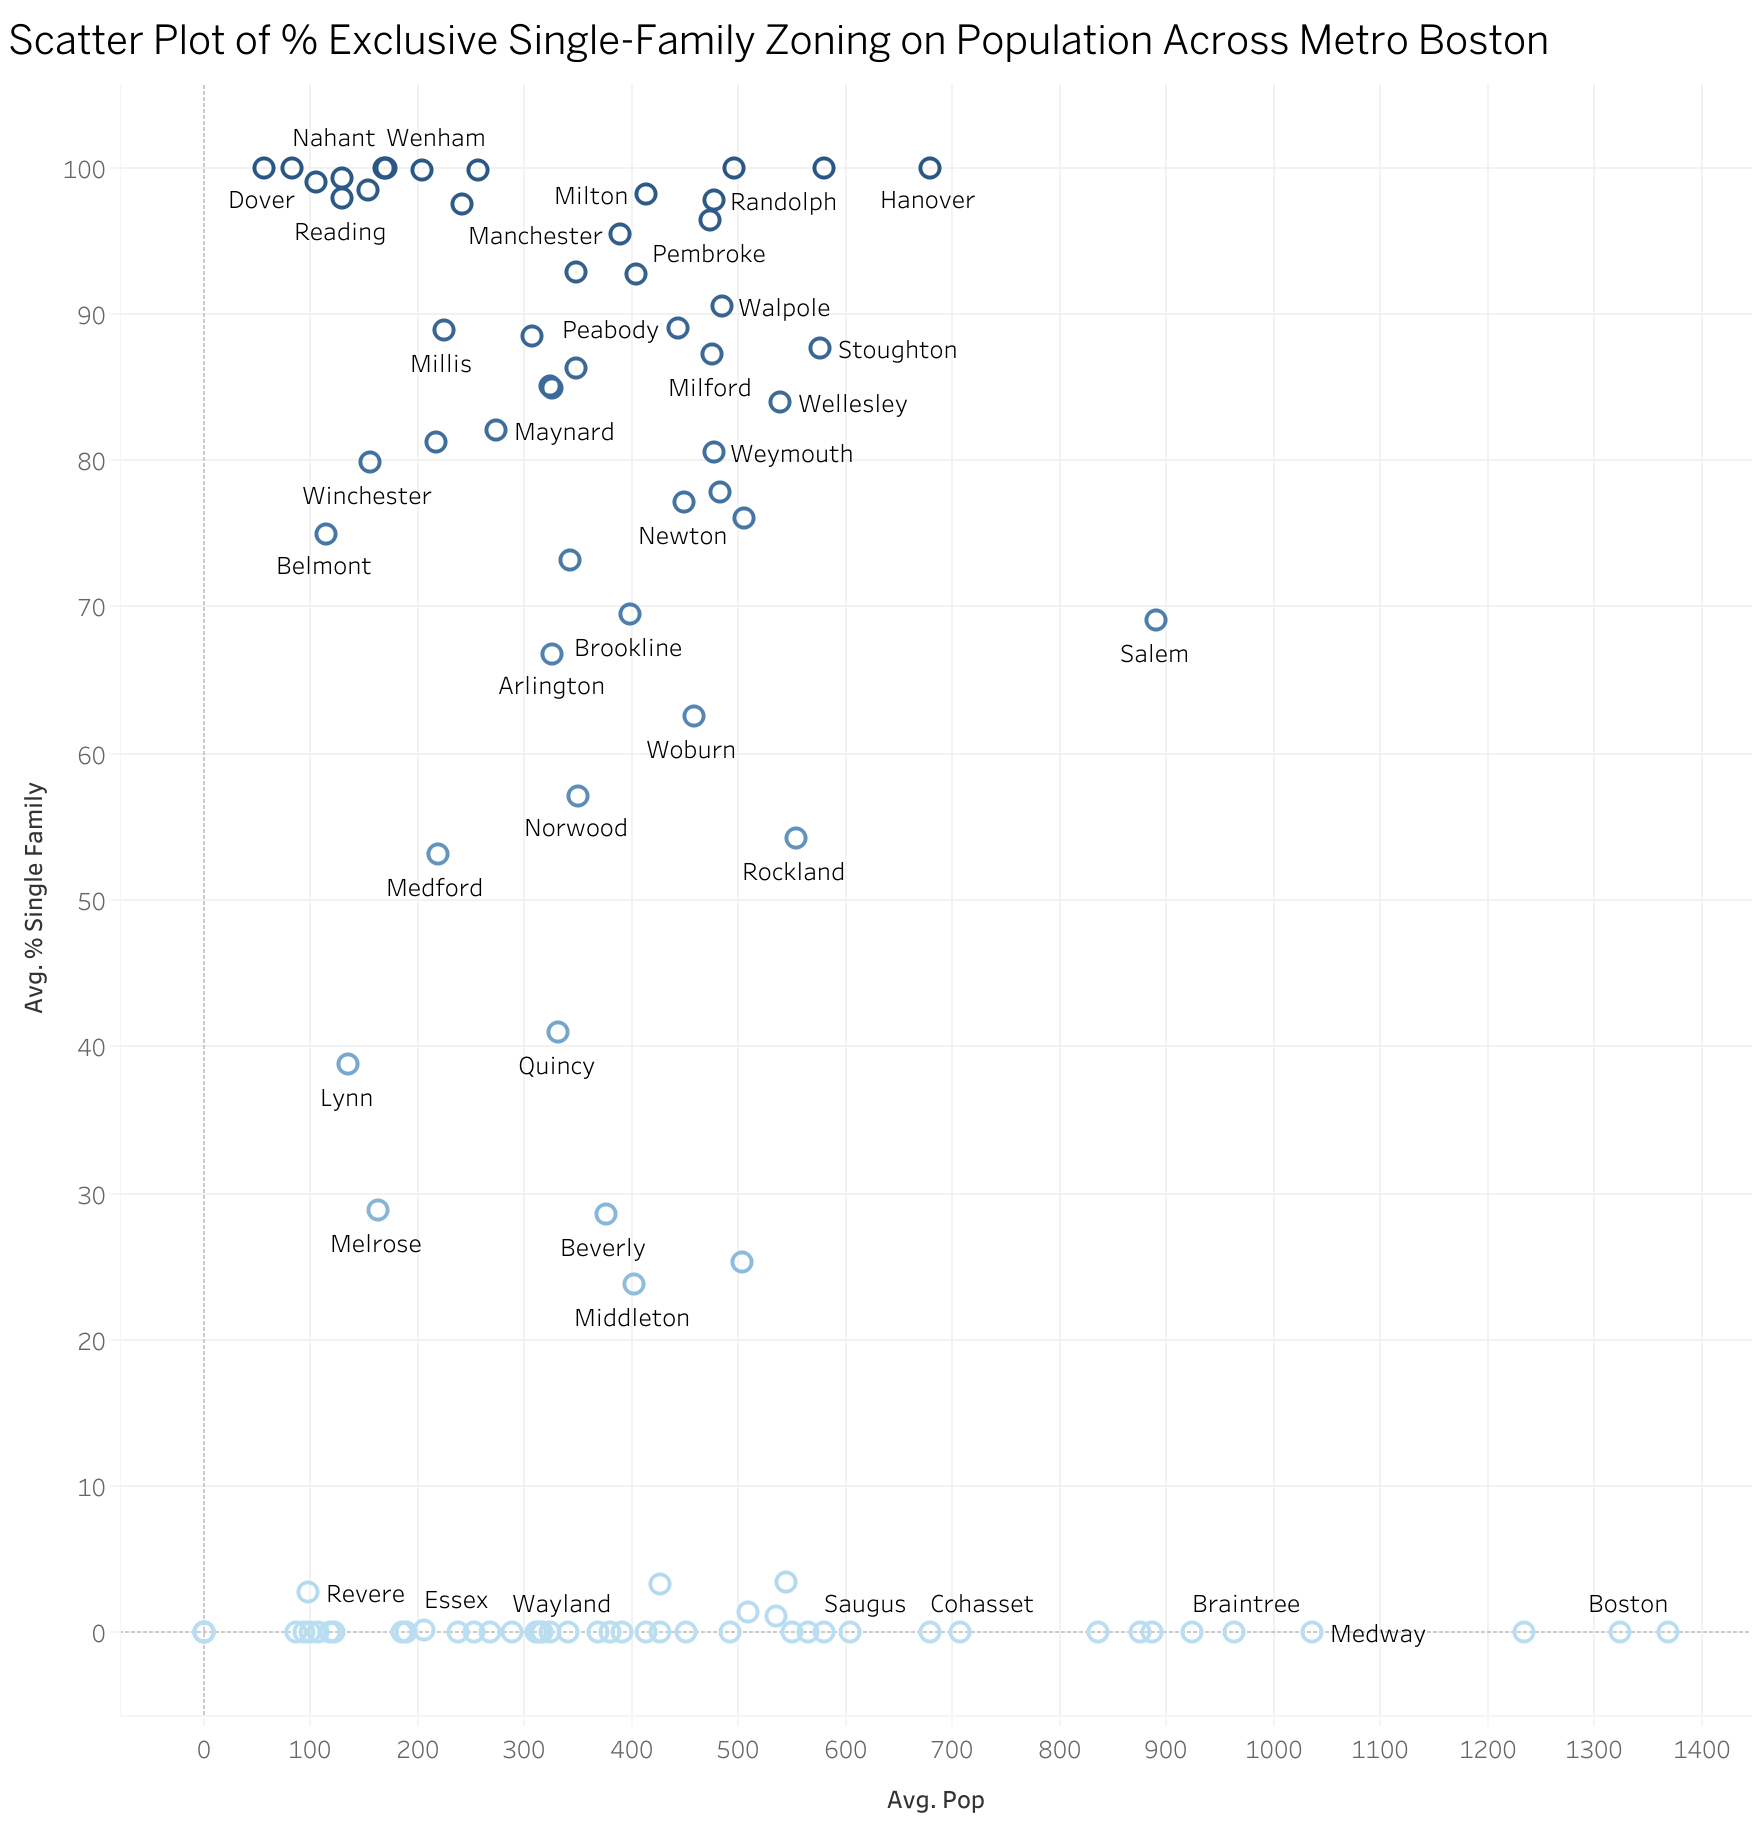 Scatter Plot of % Exclusive Single-Family Zoning on Population Across Metro Boston
Nahant
Wenham
100
Dover
Milton
Randolph
Hanover
Reading
Manchester
Pembroke
90
Walpole
Peabody
Stoughton
Millis
Milford
Wellesley
Maynard
Weymouth
80
Winchester
Newton
Belmont
70
Brookline
Salem
Arlington
Woburn
60
Norwood
Rockland
Medford
50
Avg. % Single Family
40
Quincy
Lynn
30
Melrose
Beverly
Middleton
20
10
Revere
Essex
Wayland
Saugus
Cohasset
Braintree
Boston
0
Medway
0 100 200 300 400 500 600 700 800 900 1000 1100 1200 1300 1400
Avg. Pop